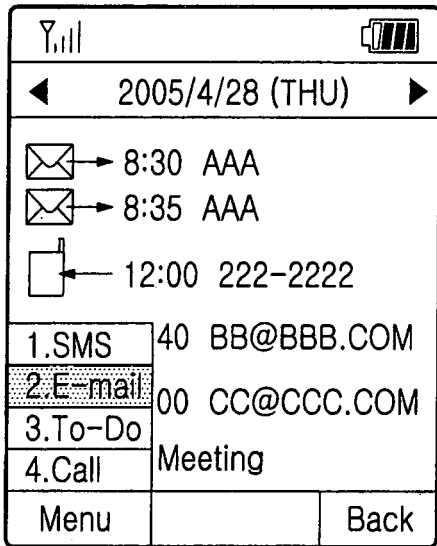 2005/4/28 (THU)
8:30 AAA
8:35 AAA
12:00 222-2222
1.SMS
40 BB@BBB.COM
2.E-mail
00 CC@CCC.COM
3.To-Do
4.Call
Meeting
Menu
Back